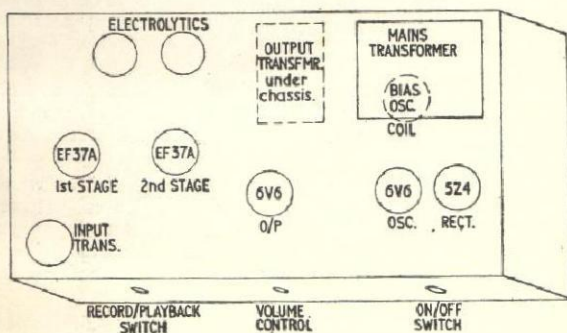 ELECTROLYTICS
OUTPUT
TRANSFMR.
under
chassis.
MAINS
TRANSFORMER
BIAS
OSC.
COIL
EF37A
1st STAGE
EF37A
2nd STAGE
6V6
O/P
6V6
OSC.
5Z4
RECT.
INPUT
TRANS.
RECORD/PLAYBACK
SWITCH
VOLUME
CONTROL
ON/OFF
SWITCH